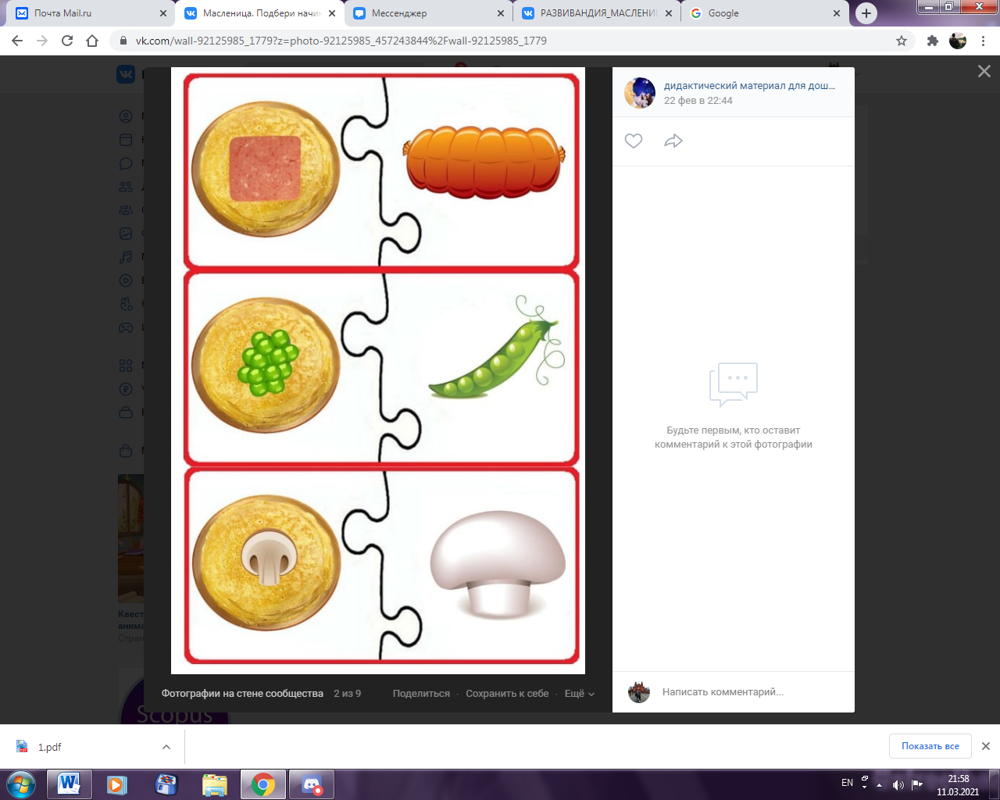 Почта Mail.ru
Масленица. Подбери начин
Мессенджер
РАЗВИВАНДИЯ_МАСЛЕНИЦ
Google
vk.com/wall-92125985_1779?z=photo-92125985_457243844%2Fwall-92125985_1779
дидактический материал для дош...
22 фев в 22:44
Будьте первым, кто оставит
комментарий к этой фотографии
Квест
анима
Стран
Scopus
Фотографии на стене сообщества 2 из 9 Поделиться · Сохранить к себе · Ещё
Написать комментарий...
1.pdf
Показать все
EN
21:58
11.03.2021